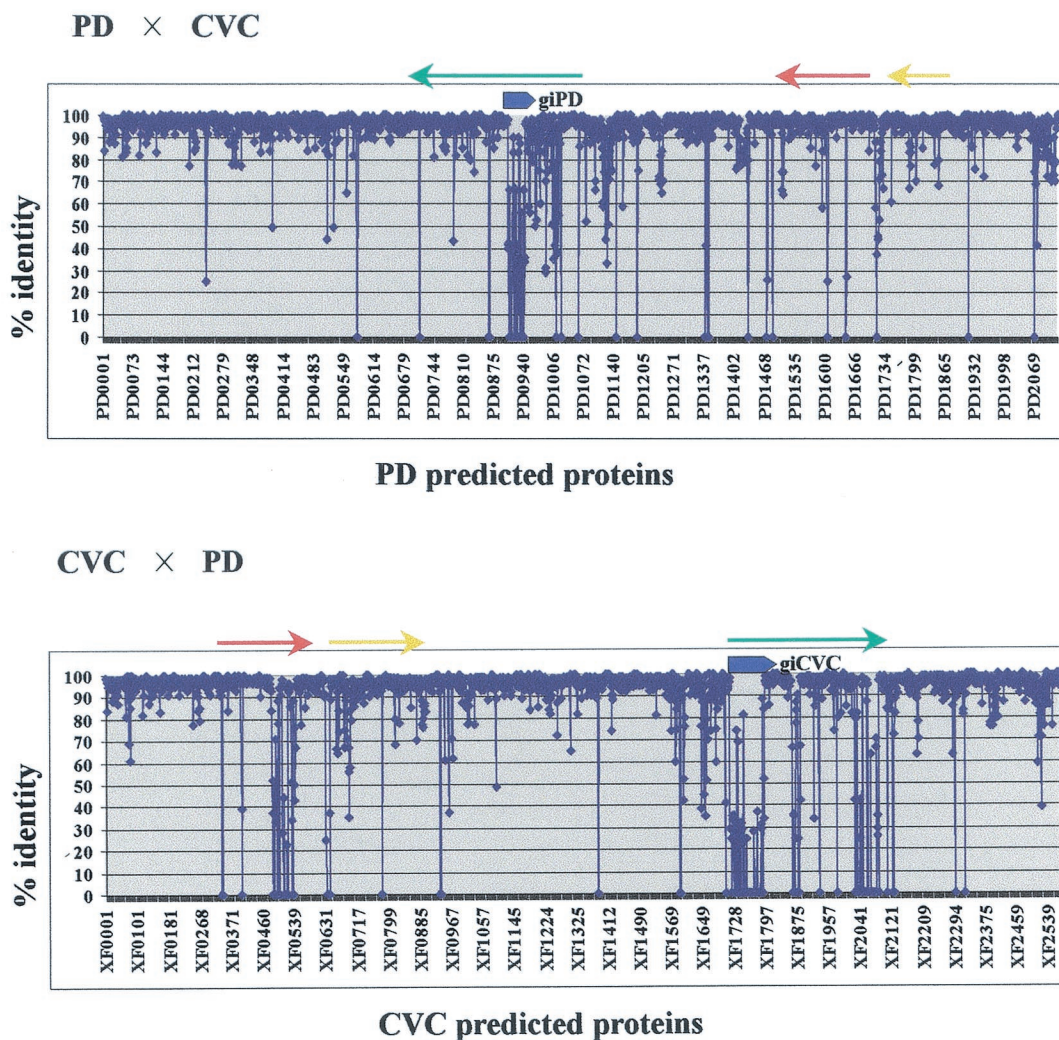 PD × CVC
giPD
100
90
80
70
60
50
40
30
20
10
0
% identity
PD0001
PD0073
PD0144
PD0212
PD0279
PD0348
PD0414
PD0483
PD0549
PD0614
PD0679
PD0744
PD0810
PD0875
PD0940
PD1006
PD1072
PD1140
PD1205
PD1271
PD1337
PD1402
PD1468
PD1535
PD1600
PD1666
PD1734
PD1799
PD1865
PD1932
PD1998
PD2069
PD predicted proteins
CVC × PD
giCVC
100
90
80
70
60
50
40
30
20
10
0
% identity
XF0001
XF0101
XF0181
XF0268
XF0371
XF0460
XF0539
XF0631
XF0717
XF0799
XF0885
XF0967
XF1057
XF1145
XF1224
XF1325
XF1412
XF1490
XF1569
XF1649
XF1728
XF1797
XF1875
XF1957
XF2041
XF2121
XF2209
XF2294
XF2375
XF2459
XF2539
CVC predicted proteins